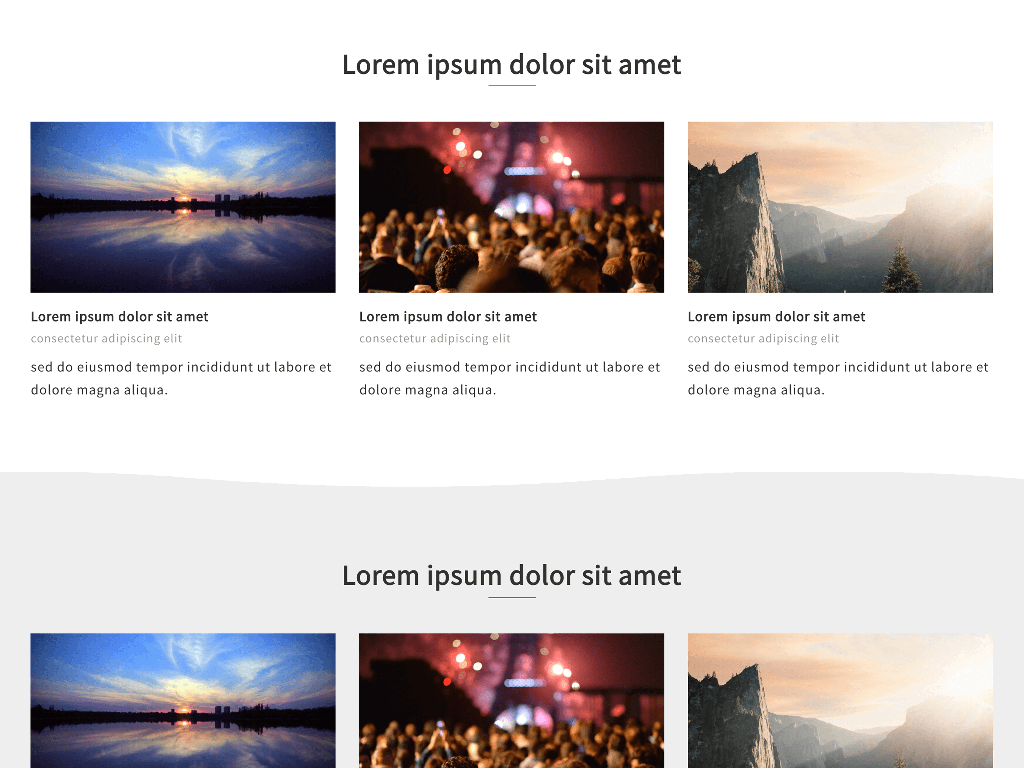 Lorem ipsum dolor sit amet
Lorem ipsum dolor sit amet
consectetur adipiscing elit
sed do eiusmod tempor incididunt ut labore et
dolore magna aliqua.
Lorem ipsum dolor sit amet
consectetur adipiscing elit
sed do eiusmod tempor incididunt ut labore et
dolore magna aliqua.
Lorem ipsum dolor sit amet
consectetur adipiscing elit
sed do eiusmod tempor incididunt ut labore et
dolore magna aliqua.
Lorem ipsum dolor sit amet